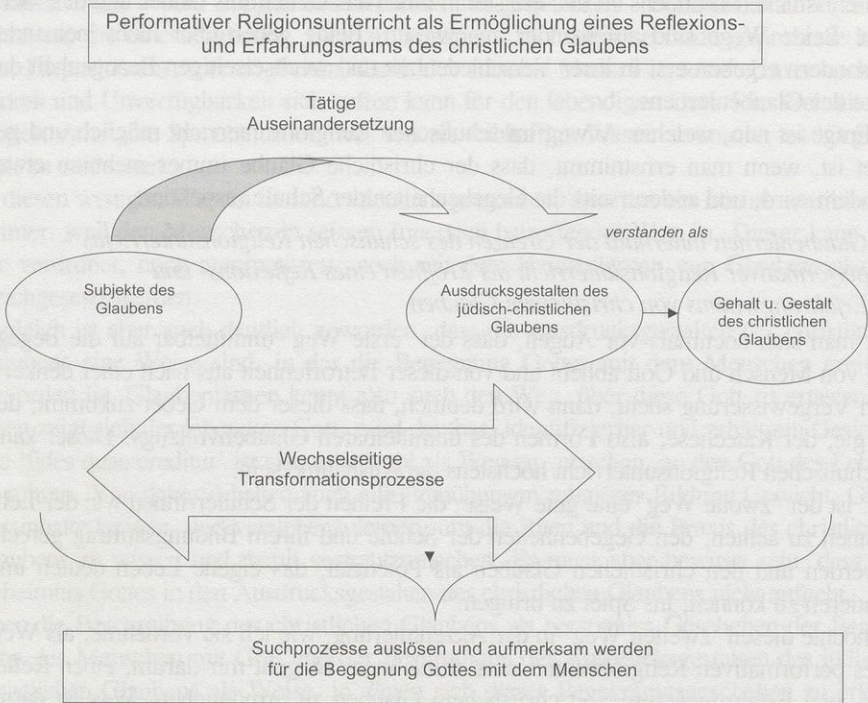 Performativer Religionsunterricht als Ermöglichung eines Reflexions-
und Erfahrungsraums des christlichen Glaubens
Tätige
Auseinandersetzung
verstanden als
Subjekte des
Glaubens
Ausdrucksgestalten des
jüdisch-christlichen
Glaubens
Gehalt u. Gestalt
des christlichen
Glaubens
Wechselseitige
Transformationsprozesse
Suchprozesse auslösen und aufmerksam werden
für die Begegnung Gottes mit dem Menschen